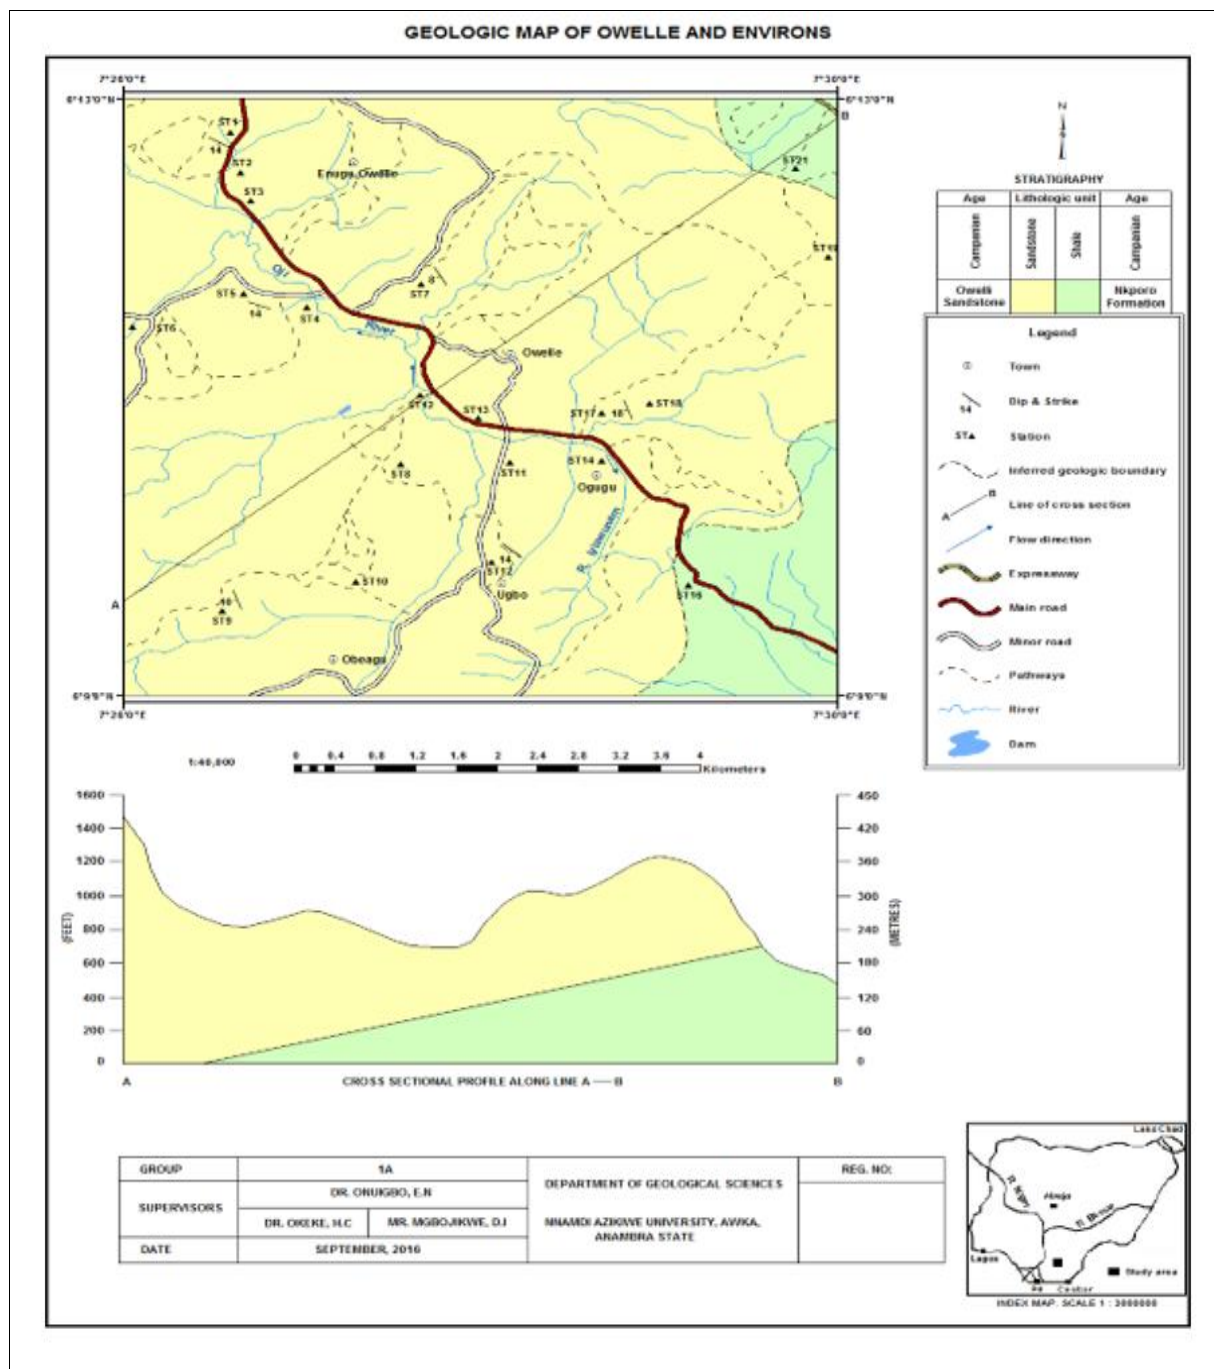 GEOLOGIC MAP OF OWELLE AND ENVIRONS
7°26'0"E
7°30'0"E
6°13'0"N
6°13'0"N
B
ST1
14
ST2
ST3
Enugu Owelle
ST21
ST5
14
ST4
8
ST7
ST6
River
Owelle
ST13
ST17
18
ST18
ST8
ST11
ST14
Ogugu
14
ST12
Ugbo
ST10
ST9
ST16
A
Obeagu
6°9'0"N
6°9'0"N
7°26'0"E
7°30'0"E
N
STRATIGRAPHY
Age
Lithologic unit
Age
Campanian
Sandstone
Shale
Campanian
Owelli
Sandstone
Nkporo
Formation
Legend
Town
14
Dip & Strike
ST
Station
Inferred geologic boundary
A
B
Line of cross section
Flow direction
Expressway
Main road
Minor road
Pathways
River
Dam
1:40,000
0 0.4 0.8 1.2 1.6 2 2.4 2.8 3.2 3.6 4
Kilometers
1600
1400
1200
1000
800
600
400
200
0
(FEET)
450
420
360
300
240
180
120
60
0
(METRES)
A
CROSS SECTIONAL PROFILE ALONG LINE A — B
B
GROUP
1A
SUPERVISORS
DR. ONUIGBO, E.N
DR. OKEKE, H.C
MR. MGBOJIKWE, D.I
DATE
SEPTEMBER, 2016
DEPARTMENT OF GEOLOGICAL SCIENCES
NNAMDI AZIKIWE UNIVERSITY, AWKA,
ANAMBRA STATE
REG. NO:
Lake Chad
R. Niger
Abuja
R. Benue
Lagos
Study area
INDEX MAP. SCALE 1 : 3000000